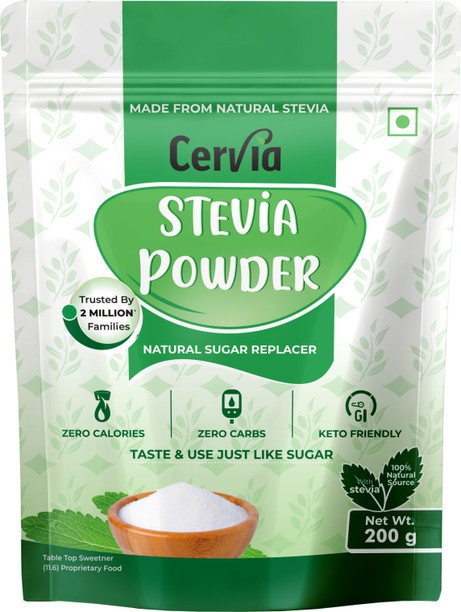 MADE FROM NATURAL STEVIA
Cervia
STEVIA
POWDER
Trusted By
2 MILLION*
Families
NATURAL SUGAR REPLACER
ZERO CALORIES
ZERO CARBS
GI
KETO FRIENDLY
TASTE & USE JUST LIKE SUGAR
With
stevia
100%
Natural
Source
Net Wt.
200 g
Table Top Sweetner
(11.6) Proprietary Food